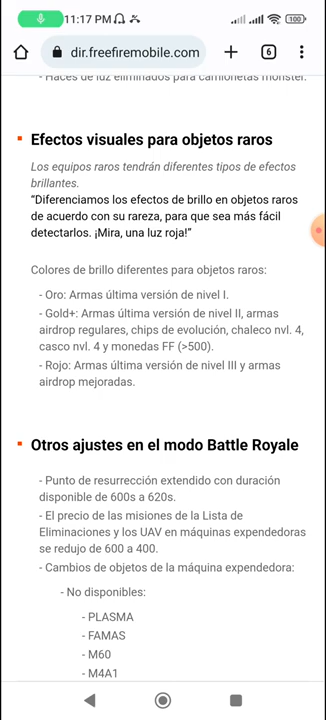 11:17 PM
100
dir.freefiremobile.com
6
- Haces de luz eliminados para camionetas monster.
Efectos visuales para objetos raros
Los equipos raros tendrán diferentes tipos de efectos
brillantes.
“Diferenciamos los efectos de brillo en objetos raros
de acuerdo con su rareza, para que sea más fácil
detectarlos. ¡Mira, una luz roja!”
Colores de brillo diferentes para objetos raros:
- Oro: Armas última versión de nivel I.
- Gold+: Armas última versión de nivel II, armas
airdrop regulares, chips de evolución, chaleco nvl. 4,
casco nvl. 4 y monedas FF (>500).
- Rojo: Armas última versión de nivel III y armas
airdrop mejoradas.
Otros ajustes en el modo Battle Royale
- Punto de resurrección extendido con duración
disponible de 600s a 620s.
- El precio de las misiones de la Lista de
Eliminaciones y los UAV en máquinas expendedoras
se redujo de 600 a 400.
- Cambios de objetos de la máquina expendedora:
- No disponibles:
- PLASMA
- FAMAS
- M60
- M4A1